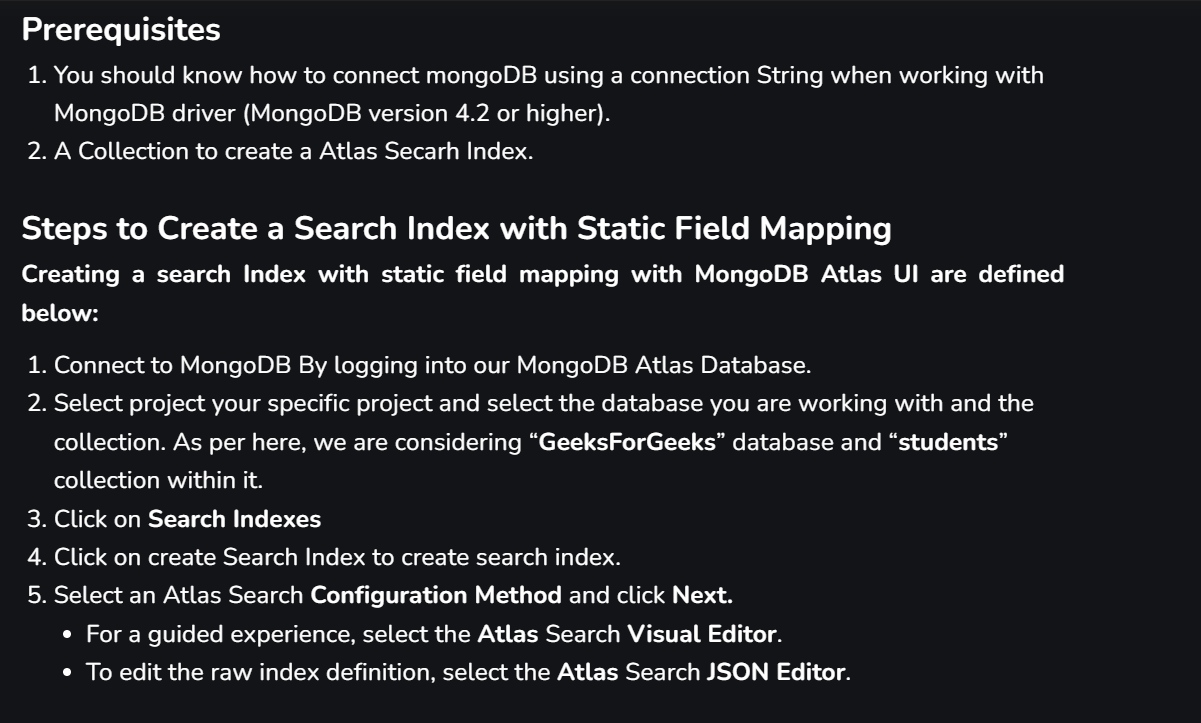 Prerequisites
1. You should know how to connect mongoDB using a connection String when working with
MongoDB driver (MongoDB version 4.2 or higher).
2. A Collection to create a Atlas Secarh Index.
Steps to Create a Search Index with Static Field Mapping
Creating a search Index with static field mapping with MongoDB Atlas UI are defined
below:
1. Connect to MongoDB By logging into our MongoDB Atlas Database.
2. Select project your specific project and select the database you are working with and the
collection. As per here, we are considering “GeeksForGeeks” database and “students”
collection within it.
3. Click on Search Indexes
4. Click on create Search Index to create search index.
5. Select an Atlas Search Configuration Method and click Next.
• For a guided experience, select the Atlas Search Visual Editor.
• To edit the raw index definition, select the Atlas Search JSON Editor.